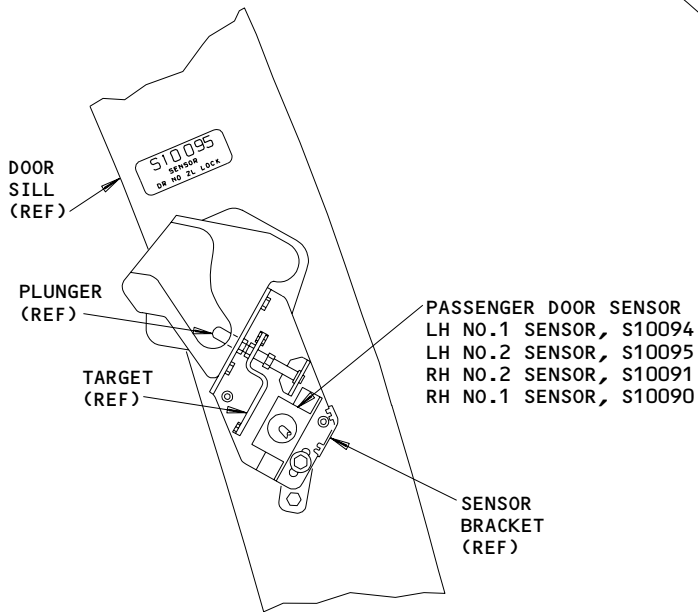 S10095
SENSOR
DR NO 2L LOCK
DOOR
SILL
(REF)
PLUNGER
(REF)
TARGET
(REF)
PASSENGER DOOR SENSOR
LH NO.1 SENSOR, S10094
LH NO.2 SENSOR, S10095
RH NO.2 SENSOR, S10091
RH NO.1 SENSOR, S10090
SENSOR
BRACKET
(REF)